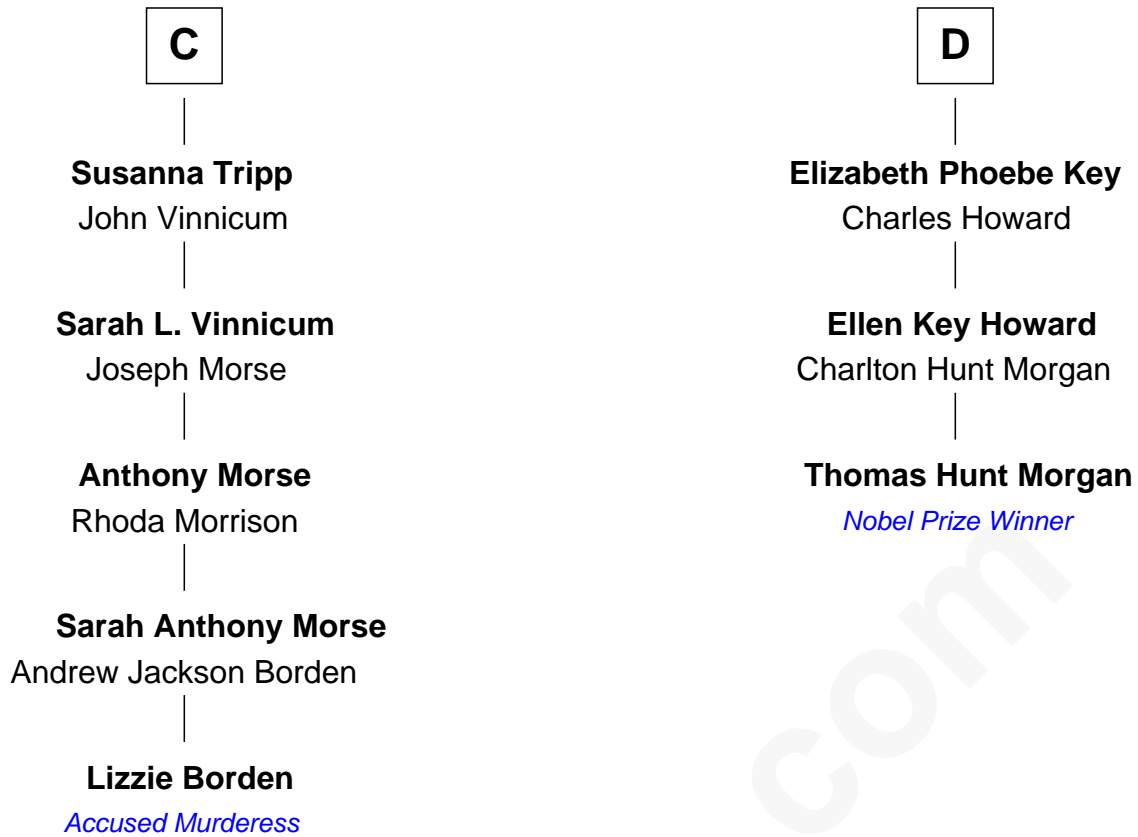 C
Susanna Tripp
John Vinnicum
Sarah L. Vinnicum
Joseph Morse
Anthony Morse
Rhoda Morrison
Sarah Anthony Morse
Andrew Jackson Borden
Lizzie Borden
Accused Murderess
D
Elizabeth Phoebe Key
Charles Howard
Ellen Key Howard
Charlton Hunt Morgan
Thomas Hunt Morgan
Nobel Prize Winner
com